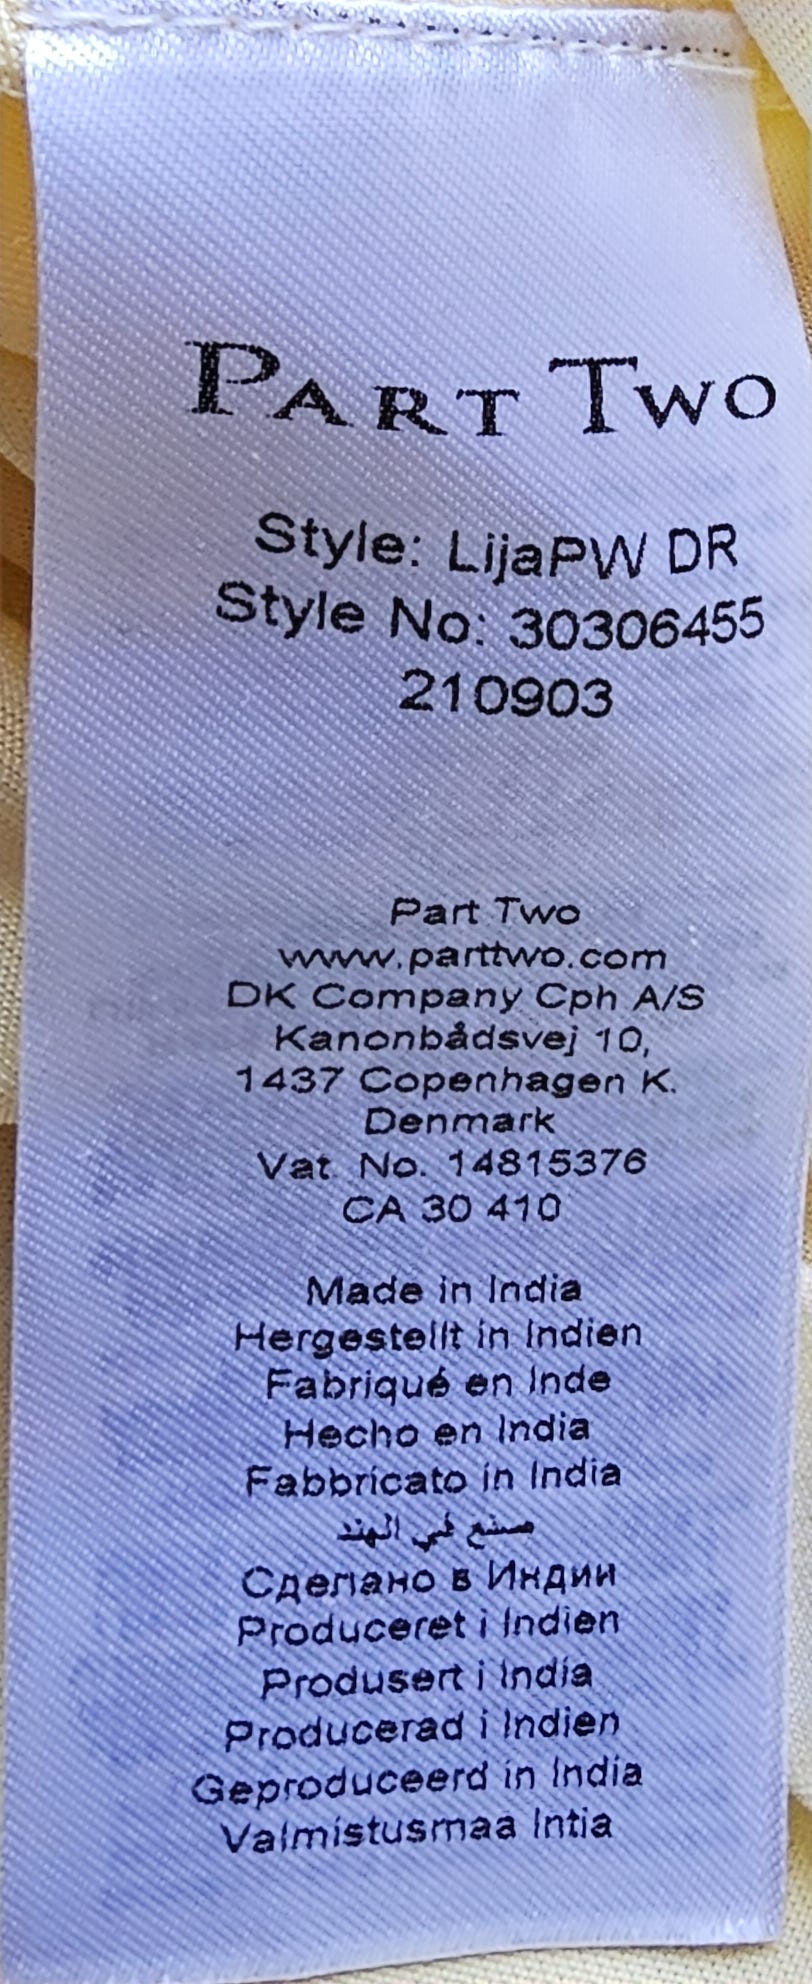 PART TWO
Style: LijaPW DR
Style No: 30306455
210903
Part Two
www.parttwo.com
DK Company Cph A/S
Kanonbådsvej 10,
1437 Copenhagen K.
Denmark
Vat. No. 14815376
CA 30 410
Made in India
Hergestellt in Indien
Fabriqué en Inde
Hecho en India
Fabbricato in India
صنع في الهند
Сделано в Индии
Produceret i Indien
Produsert i India
Producerad i Indien
Geproduceerd in India
Valmistusmaa Intia